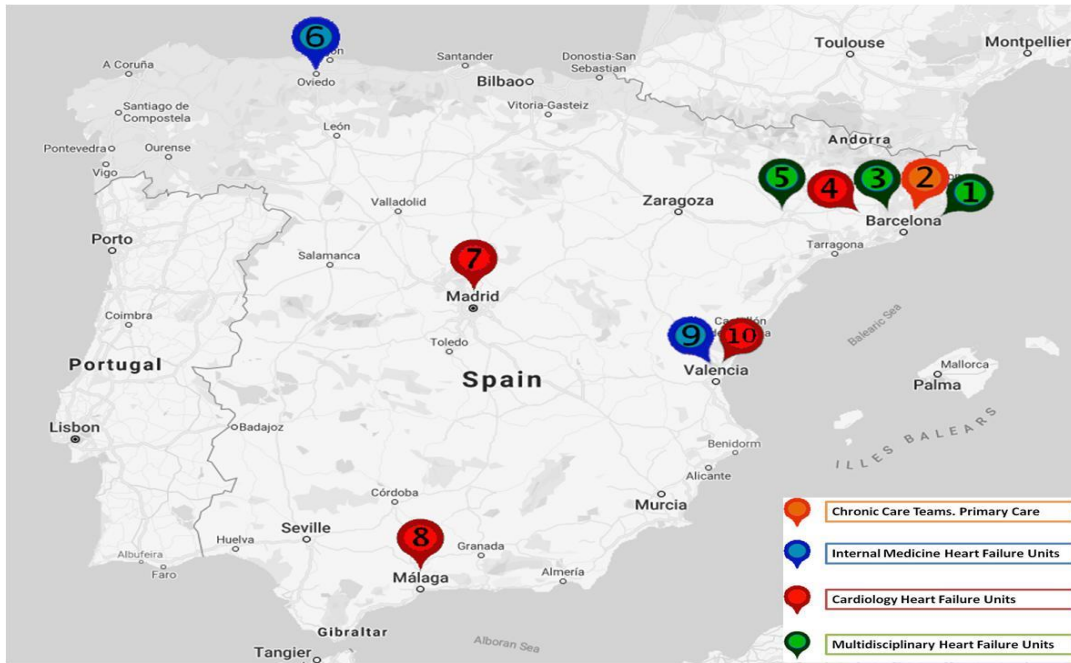 6
ón
Oviedo
A Coruña
Santander
Bilbao
Donostia-San
Sebastian
Toulouse
Montpellier
Santiago de
Compostela
Vitoria-Gasteiz
León
Andorra
Pontevedra
Ourense
Vigo
5
4
3
2
1
Valladolid
Zaragoza
Barcelona
Tarragona
Porto
Salamanca
7
Madrid
Coimbra
Toledo
9
10
Valencia
Balearic Sea
Mallorca
Palma
Portugal
Spain
ILLES BALEARS
Lisbon
Badajoz
Benidorm
Alicante
Córdoba
Murcia
Seville
8
Huelva
Granada
Albufeira
Faro
Málaga
Almería
Gibraltar
Alboran Sea
Tangier
Chronic Care Teams. Primary Care
Internal Medicine Heart Failure Units
Cardiology Heart Failure Units
Multidisciplinary Heart Failure Units